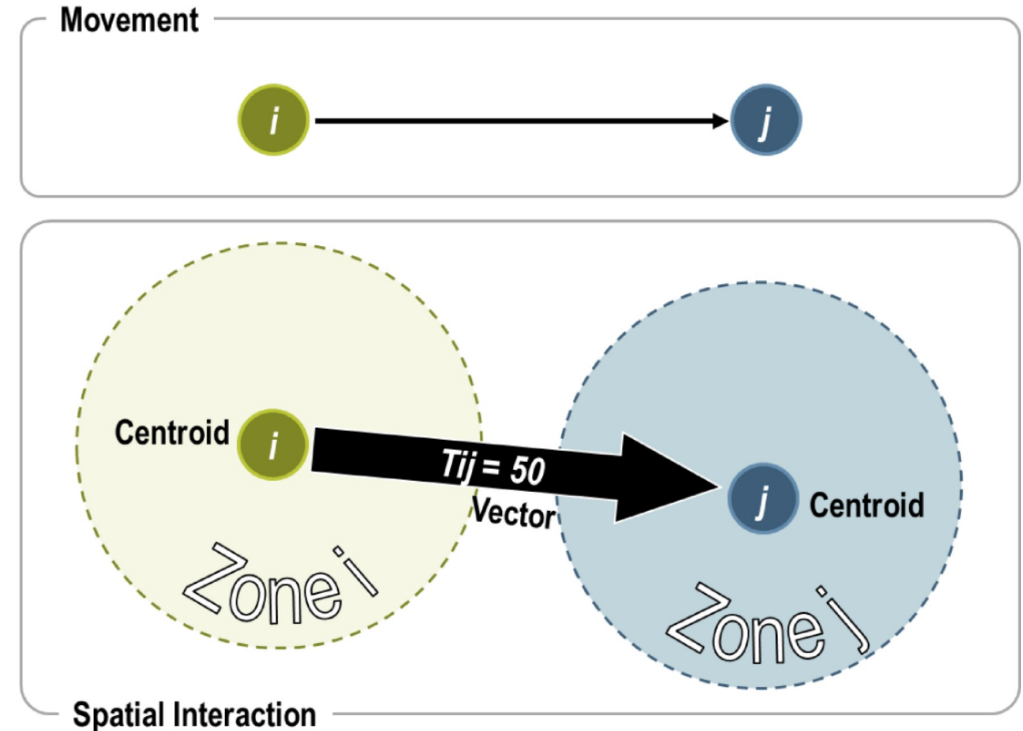 Movement
i
j
Centroid
i
Tij = 50
Vector
j
Centroid
Zone i
Zone j
Spatial Interaction